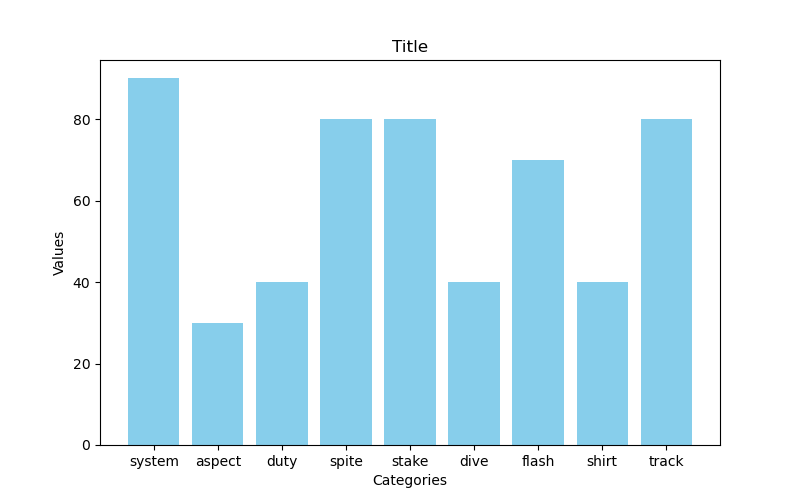 Title
Values
80
60
40
20
0
system aspect duty spite stake dive flash shirt track
Categories